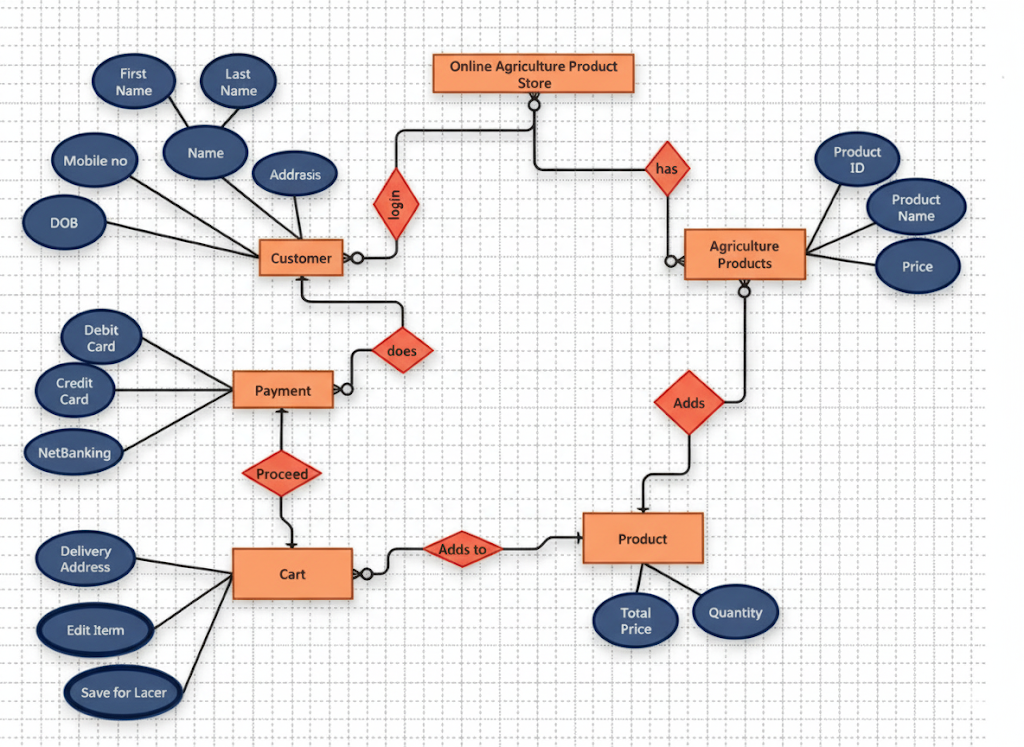 Online Agriculture Product
Store
First
Name
Last
Name
Name
Mobile no
Addrasis
DOB
login
has
Product
ID
Product
Name
Price
Customer
Agriculture
Products
Debit
Card
does
Credit
Card
Payment
Adds
NetBanking
Proceed
Product
Delivery
Address
Adds to
Cart
Total
Price
Quantity
Edit Iterm
Save for Lacer